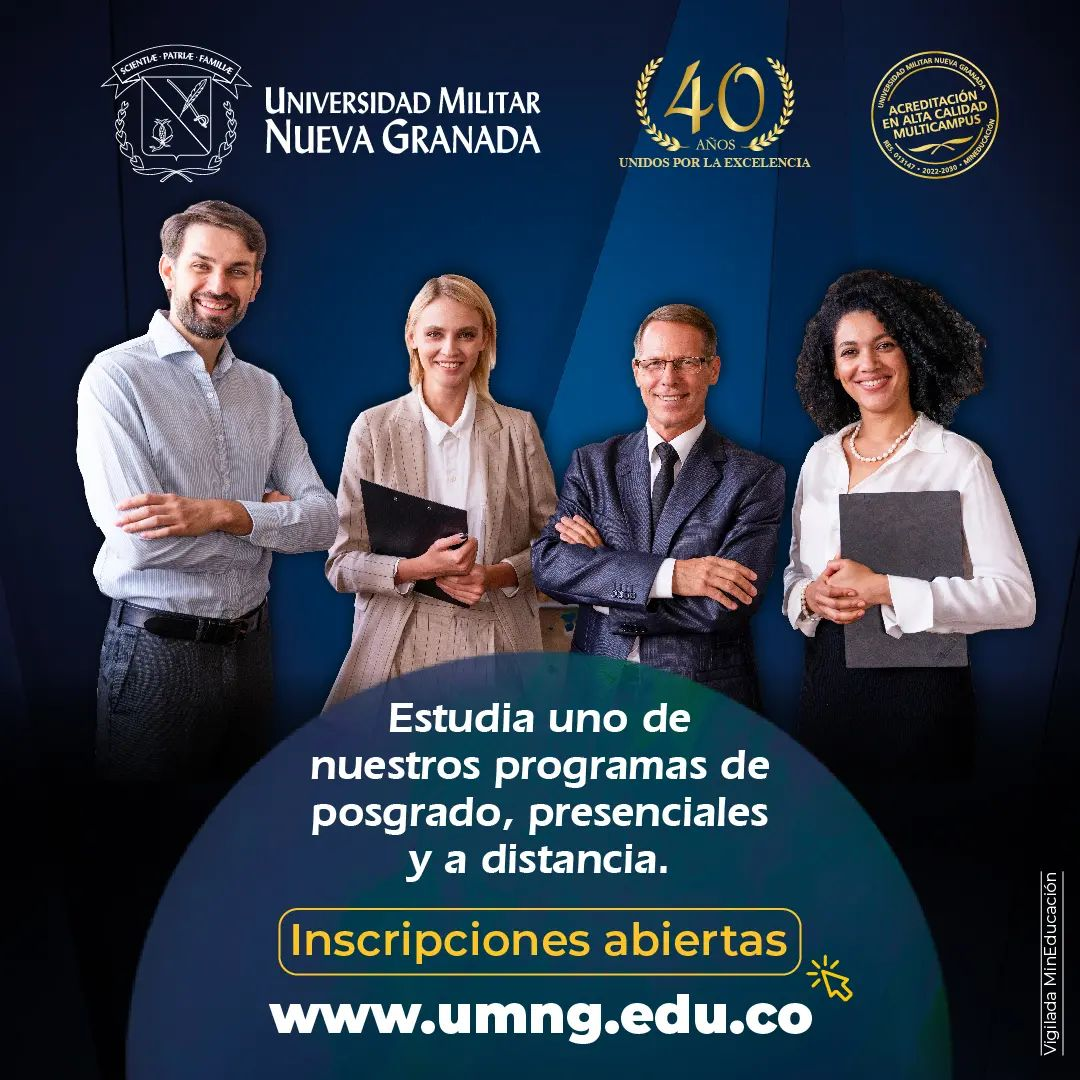 SCIENTIÆ · PATRIÆ · FAMILIÆ
UNIVERSIDAD MILITAR
NUEVA GRANADA
40
AÑOS
UNIDOS POR LA EXCELENCIA
UNIVERSIDAD MILITAR NUEVA GRANADA
ACREDITACIÓN
EN ALTA CALIDAD
MULTICAMPUS
RES. 013147 • 2022-2030 • MINEDUCACIÓN
Estudia uno de
nuestros programas de
posgrado, presenciales
y a distancia.
Inscripciones abiertas
www.umng.edu.co
Vigilada MinEducación